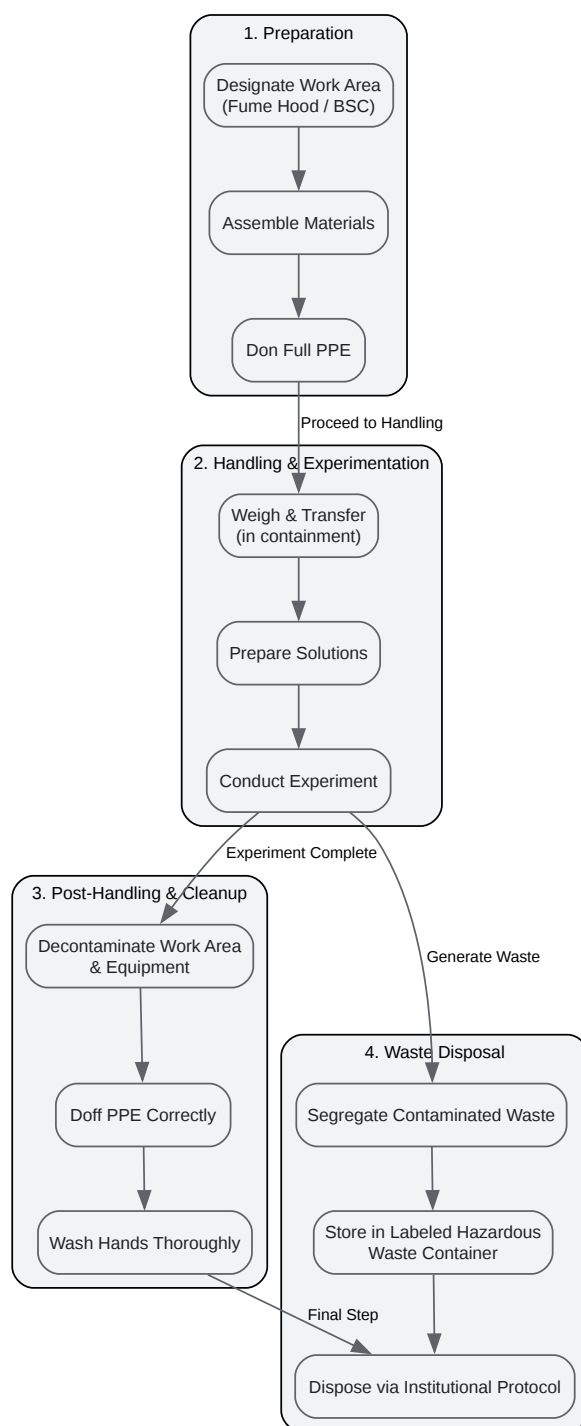 1. Preparation
Designate Work Area
(Fume Hood / BSC)
Assemble Materials
Don Full PPE
Proceed to Handling
2. Handling & Experimentation
Weigh & Transfer
(in containment)
Prepare Solutions
Conduct Experiment
Experiment Complete
3. Post-Handling & Cleanup
Decontaminate Work Area
& Equipment
Generate Waste
4. Waste Disposal
Doff PPE Correctly
Segregate Contaminated Waste
Wash Hands Thoroughly
Store in Labeled Hazardous
Waste Container
Final Step
Dispose via Institutional Protocol